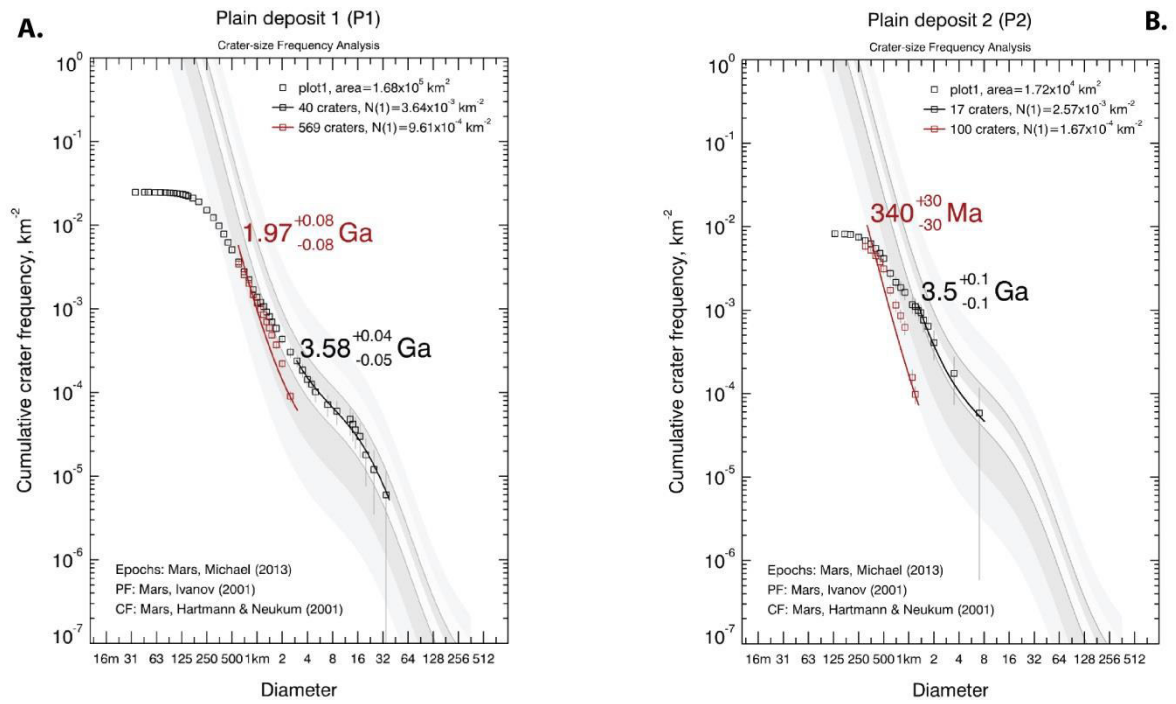 A.
Plain deposit 1 (P1)
Crater-size Frequency Analysis
plot1, area=1.68x10⁵ km²
40 craters, N(1)=3.64x10⁻³ km⁻²
569 craters, N(1)=9.61x10⁻⁴ km⁻²
10⁰
10⁻¹
10⁻²
10⁻³
10⁻⁴
10⁻⁵
10⁻⁶
10⁻⁷
Cumulative crater frequency, km⁻²
1.97 +0.08 -0.08 Ga
3.58 +0.04 -0.05 Ga
Epochs: Mars, Michael (2013)
PF: Mars, Ivanov (2001)
CF: Mars, Hartmann & Neukum (2001)
16m 31 63 125 250 500 1km 2 4 8 16 32 64 128 256 512
Diameter
B.
Plain deposit 2 (P2)
Crater-size Frequency Analysis
plot1, area=1.72x10⁴ km²
17 craters, N(1)=2.57x10⁻³ km⁻²
100 craters, N(1)=1.67x10⁻⁴ km⁻²
10⁰
10⁻¹
10⁻²
10⁻³
10⁻⁴
10⁻⁵
10⁻⁶
10⁻⁷
Cumulative crater frequency, km⁻²
340 +30 -30 Ma
3.5 +0.1 -0.1 Ga
Epochs: Mars, Michael (2013)
PF: Mars, Ivanov (2001)
CF: Mars, Hartmann & Neukum (2001)
16m 31 63 125 250 500 1km 2 4 8 16 32 64 128 256 512
Diameter